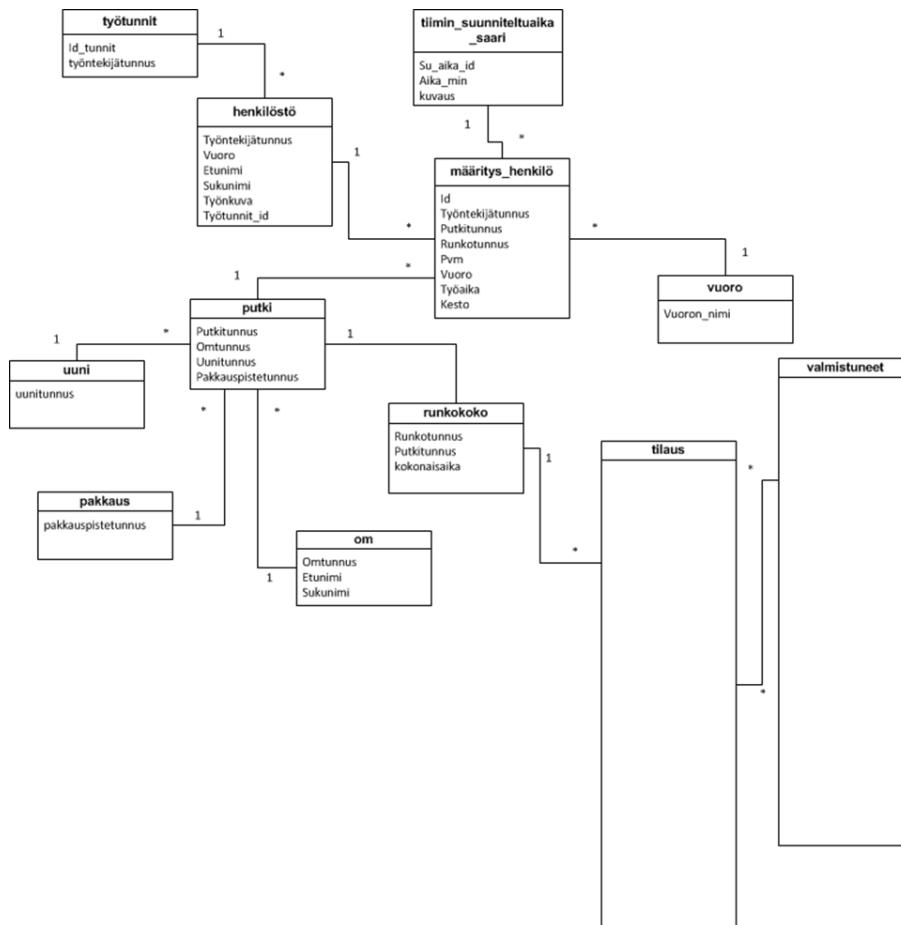 työtunnit
Id_tunnit
työntekijätunnus
1
*
tiimin_suunniteltuaika
_saari
Su_aika_id
Aika_min
kuvaus
1
*
henkilöstö
Työntekijätunnus
Vuoro
Etunimi
Sukunimi
Työnkuva
Työtunnit_id
1
*
määritys_henkilö
Id
Työntekijätunnus
Putkitunnus
Runkotunnus
Pvm
Vuoro
Työaika
Kesto
*
1
*
1
vuoro
Vuoron_nimi
putki
Putkitunnus
Omtunnus
Uunitunnus
Pakkauspistetunnus
1
*
1
uuni
uunitunnus
*
*
valmistuneet
runkokoko
Runkotunnus
Putkitunnus
kokonaisaika
1
*
tilaus
*
*
pakkaus
pakkauspistetunnus
1
om
Omtunnus
Etunimi
Sukunimi
1